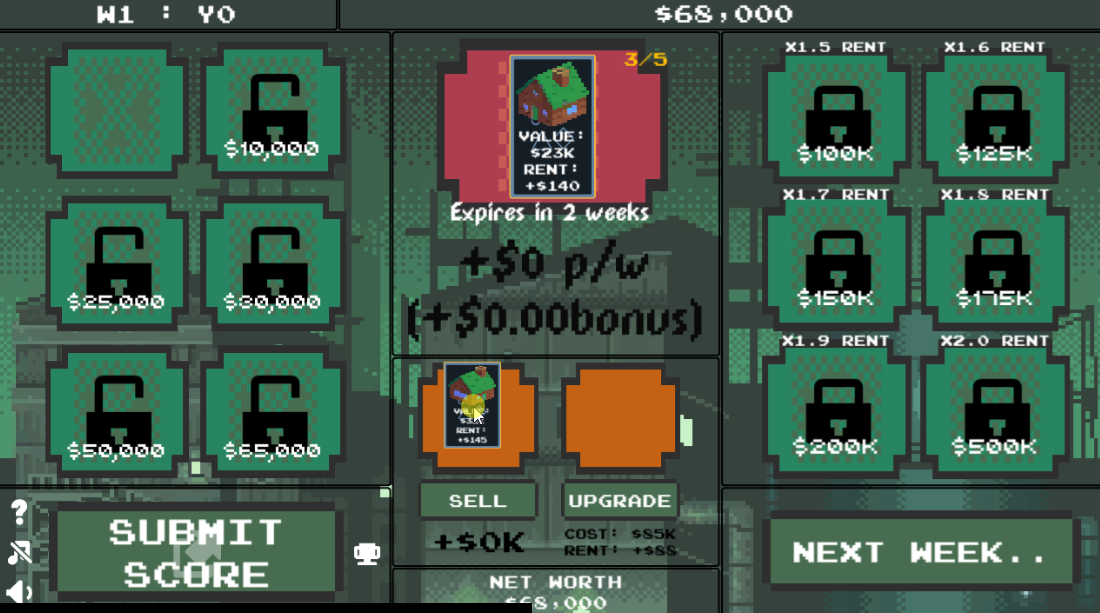 W1 : Y0
$68,000
$10,000
$25,000
$30,000
$50,000
$65,000
3/5
VALUE:
$23K
RENT:
+$140
Expires in 2 weeks
+$0 p/w
(+$0.00bonus)
RENT:
+$145
SELL
UPGRADE
+$0K
COST: $85K
RENT: +$88
NET WORTH
$68,000
X1.5 RENT
X1.6 RENT
$100K
$125K
X1.7 RENT
X1.8 RENT
$150K
$175K
X1.9 RENT
X2.0 RENT
$200K
$500K
?
SUBMIT
SCORE
NEXT WEEK..